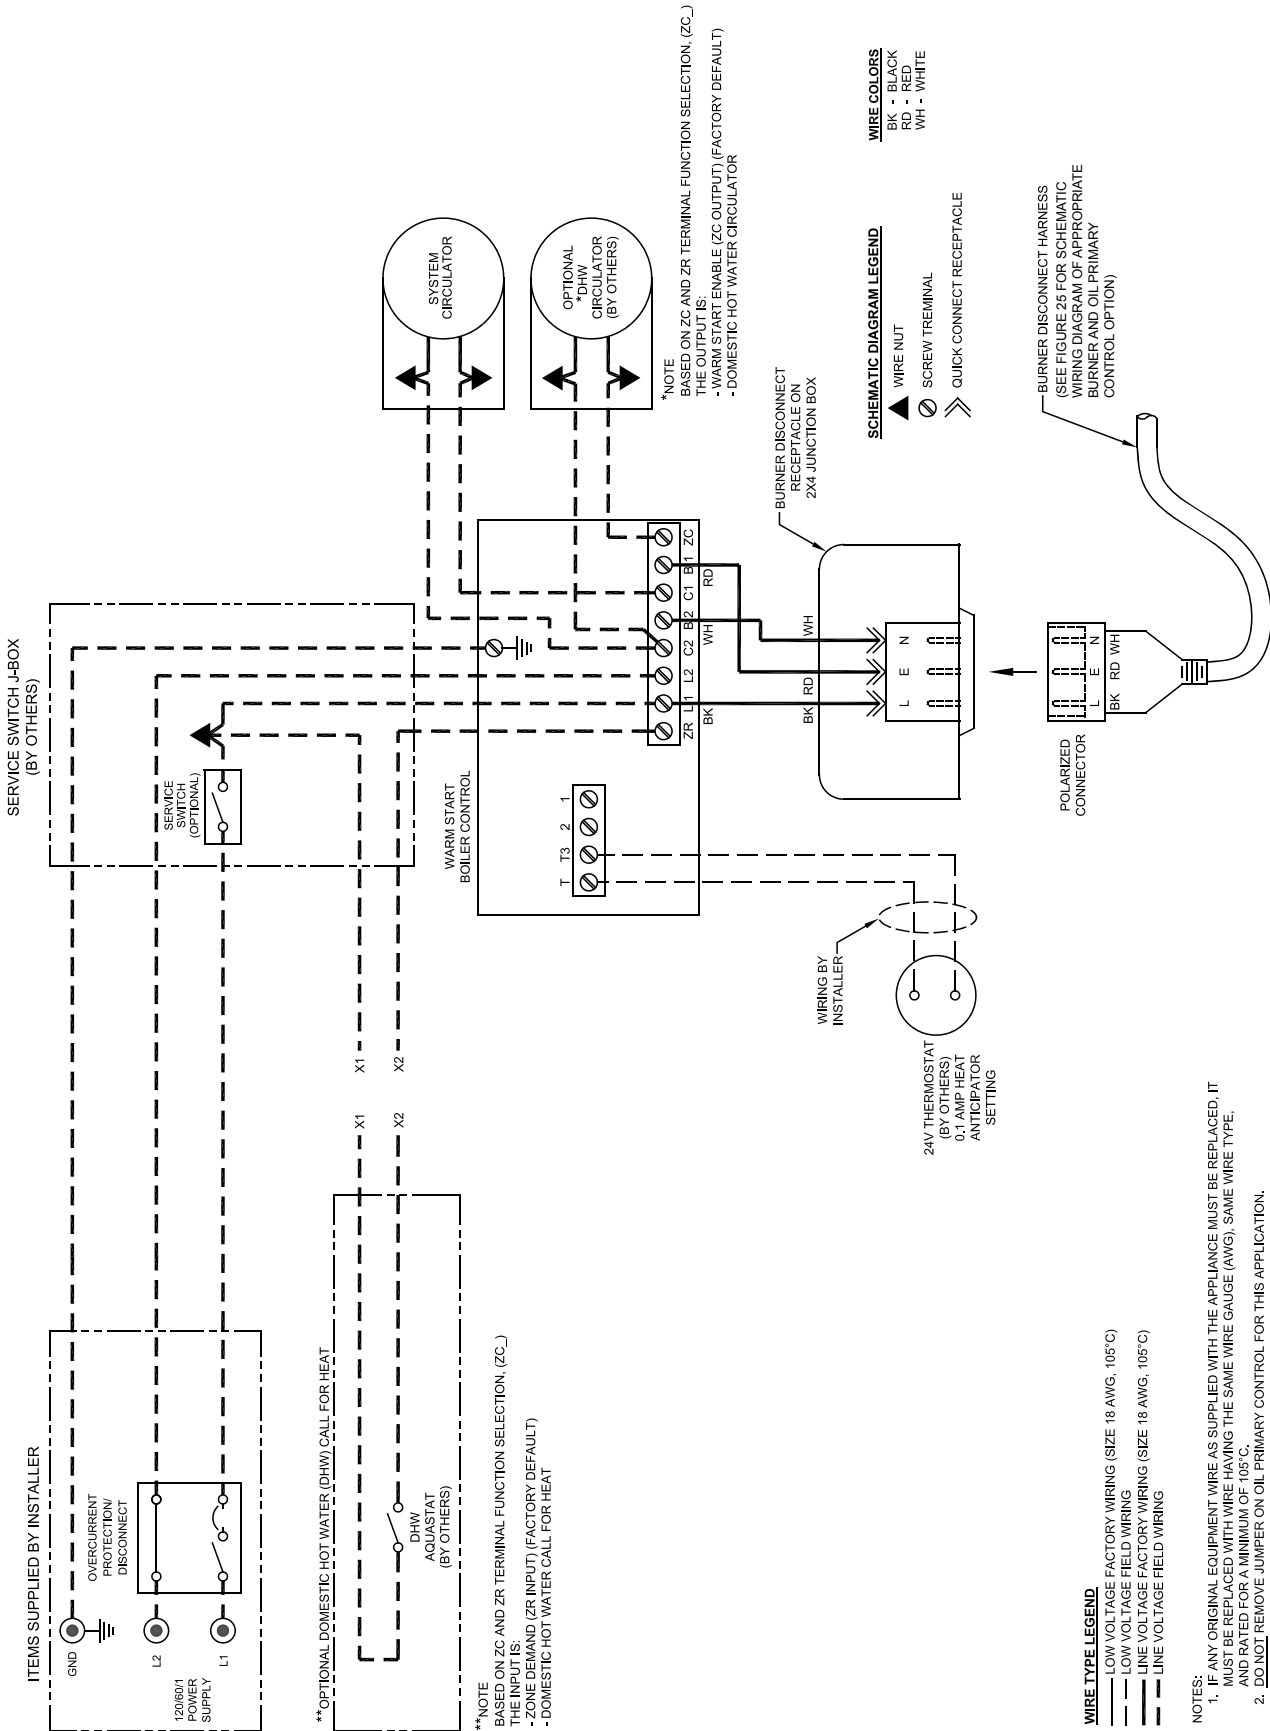 SERVICE SWITCH J-BOX
(BY OTHERS)
ITEMS SUPPLIED BY INSTALLER
GND
L2
L1
120/60/1
POWER
SUPPLY
OVERCURRENT
PROTECTION/
DISCONNECT
SERVICE
SWITCH
(OPTIONAL)
**OPTIONAL DOMESTIC HOT WATER (DHW) CALL FOR HEAT
DHW
AQUASTAT
(BY OTHERS)
X1
X1
X2
X2
**NOTE
BASED ON ZC AND ZR TERMINAL FUNCTION SELECTION, (ZC_)
THE INPUT IS:
- ZONE DEMAND (ZR INPUT) (FACTORY DEFAULT)
- DOMESTIC HOT WATER CALL FOR HEAT
WARM START
BOILER CONTROL
T
T3
2
1
ZR
L1
L2
C2
B2
C1
B1
ZC
BK
WH
RD
SYSTEM
CIRCULATOR
OPTIONAL
*DHW
CIRCULATOR
(BY OTHERS)
*NOTE
BASED ON ZC AND ZR TERMINAL FUNCTION SELECTION, (ZC_)
THE OUTPUT IS:
- WARM START ENABLE (ZC OUTPUT) (FACTORY DEFAULT)
- DOMESTIC HOT WATER CIRCULATOR
WIRING BY
INSTALLER
24V THERMOSTAT
(BY OTHERS)
0.1 AMP HEAT
ANTICIPATOR
SETTING
BURNER DISCONNECT
RECEPTACLE ON
2X4 JUNCTION BOX
BK
RD
WH
L
E
N
POLARIZED
CONNECTOR
L
E
N
BK
RD
WH
BURNER DISCONNECT HARNESS
(SEE FIGURE 25 FOR SCHEMATIC
WIRING DIAGRAM OF APPROPRIATE
BURNER AND OIL PRIMARY
CONTROL OPTION)
SCHEMATIC DIAGRAM LEGEND
WIRE NUT
SCREW TREMINAL
QUICK CONNECT RECEPTACLE
WIRE COLORS
BK - BLACK
RD - RED
WH - WHITE
WIRE TYPE LEGEND
LOW VOLTAGE FACTORY WIRING (SIZE 18 AWG, 105°C)
LOW VOLTAGE FIELD WIRING
LINE VOLTAGE FACTORY WIRING (SIZE 18 AWG, 105°C)
LINE VOLTAGE FIELD WIRING
NOTES:
1. IF ANY ORIGINAL EQUIPMENT WIRE AS SUPPLIED WITH THE APPLIANCE MUST BE REPLACED, IT
MUST BE REPLACED WITH WIRE HAVING THE SAME WIRE GAUGE (AWG), SAME WIRE TYPE,
AND RATED FOR A MINIMUM OF 105°C.
2. DO NOT REMOVE JUMPER ON OIL PRIMARY CONTROL FOR THIS APPLICATION.